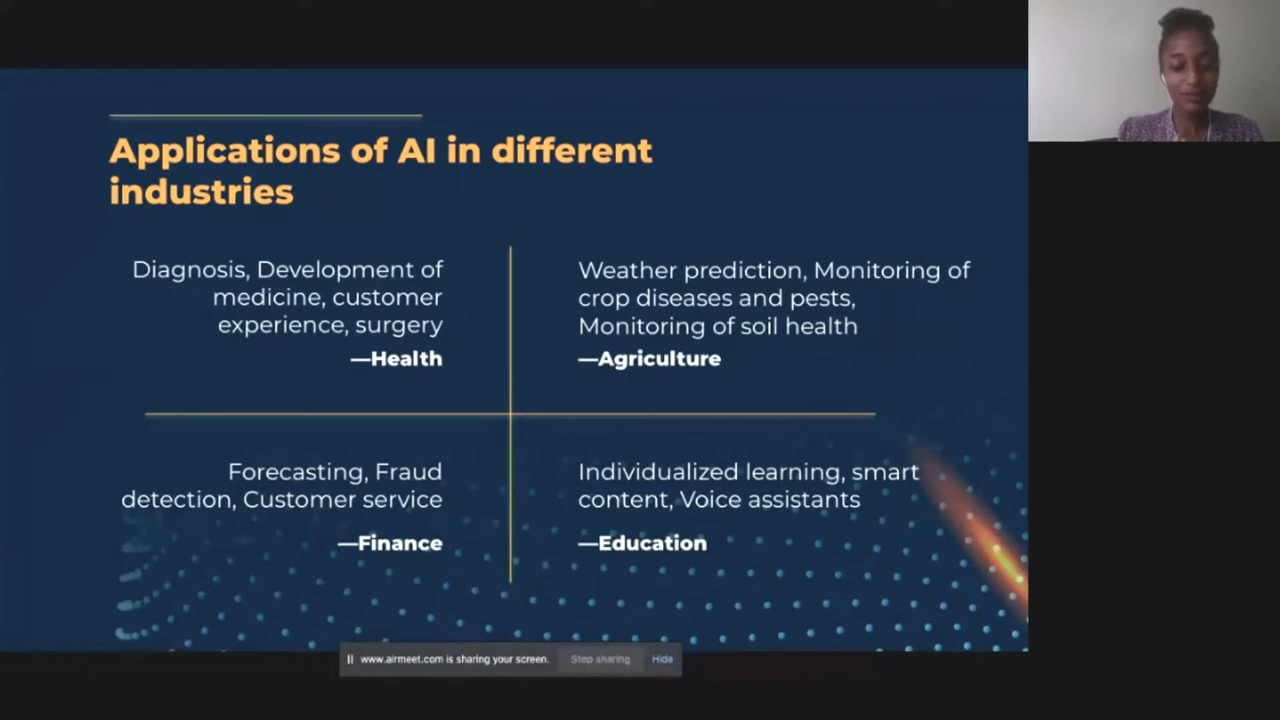 Applications of AI in different
industries
Diagnosis, Development of
medicine, customer
experience, surgery
—Health
Weather prediction, Monitoring of
crop diseases and pests,
Monitoring of soil health
—Agriculture
Forecasting, Fraud
detection, Customer service
—Finance
Individualized learning, smart
content, Voice assistants
—Education
www.airmeet.com is sharing your screen. Stop sharing Hide